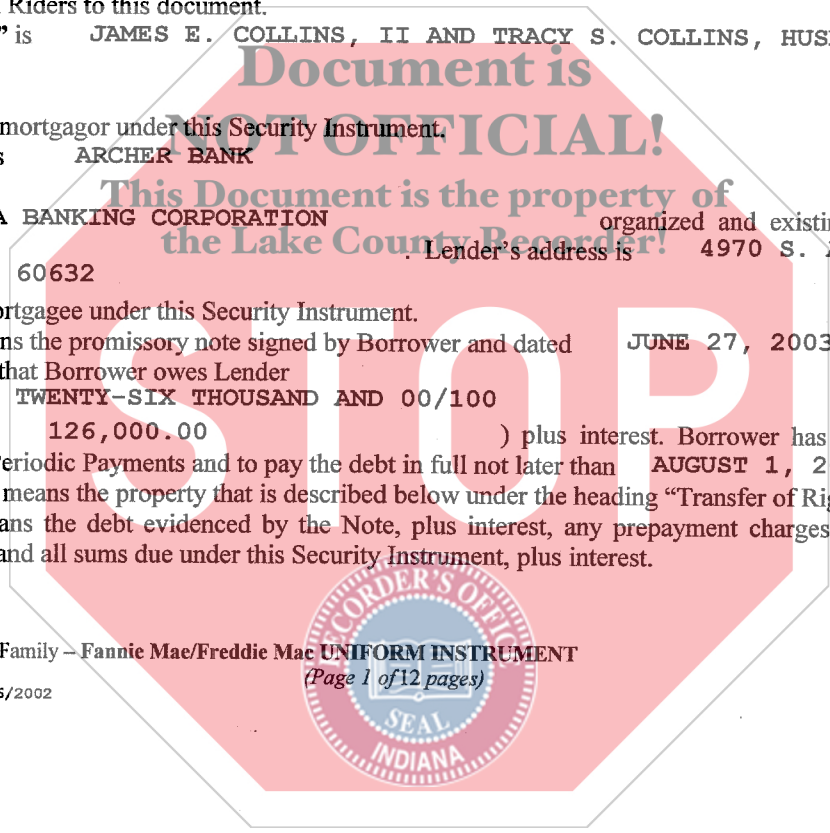 Riders to this document.
” is JAMES E. COLLINS, II AND TRACY S. COLLINS,
Document is
mortgagor under this Security Instrument.
NOT OFFICIAL!
ARCHER BANK
This Document is the property of
A BANKING CORPORATION organized and
the Lake County Recorder!
. Lender's address is 4970 S.
60632
under this Security Instrument.
the promissory note signed by Borrower and dated JUNE 27, 2003
that Borrower owes Lender
TWENTY-SIX THOUSAND AND 00/100
126,000.00 ) plus interest. Borrower has
STOP
Payments and to pay the debt in full not later than AUGUST 1, 2
means the property that is described below under the heading “Transfer of
the debt evidenced by the Note, plus interest, any prepayment charges
and all sums due under this Security Instrument, plus interest.
RECORDER'S OFFICE
Family – Fannie Mae/Freddie Mac UNIFORM INSTRUMENT
(Page 1 of 12 pages)
/2002
SEAL
INDIANA